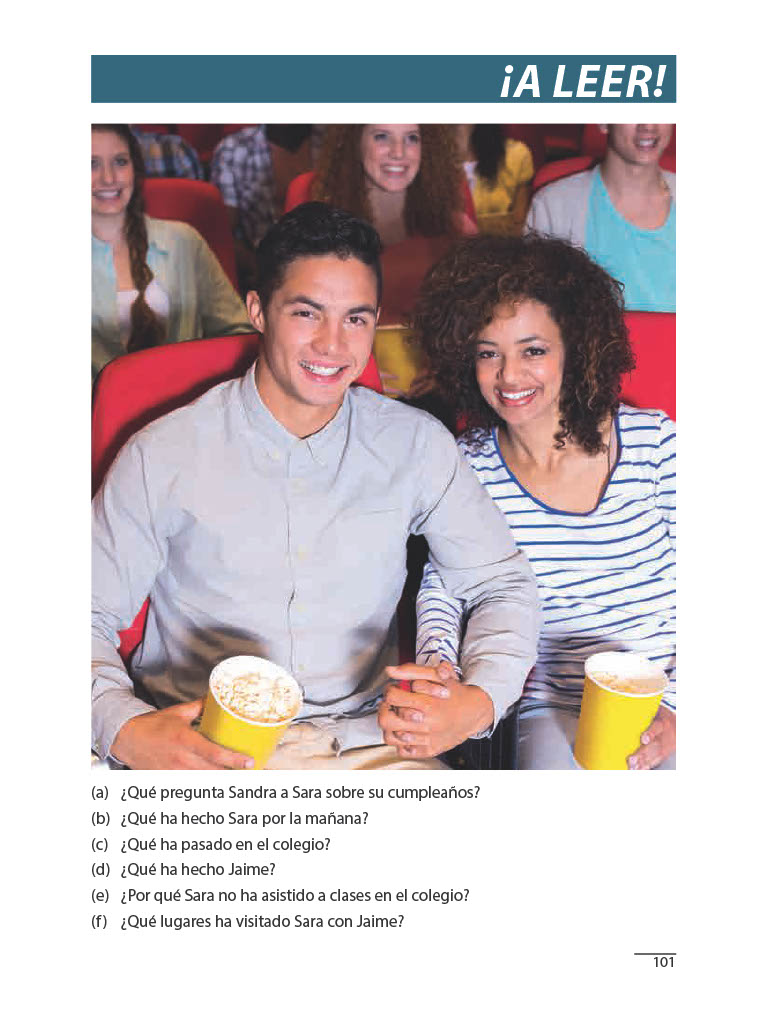 ¡A LEER!
(a) ¿Qué pregunta Sandra a Sara sobre su cumpleaños?
(b) ¿Qué ha hecho Sara por la mañana?
(c) ¿Qué ha pasado en el colegio?
(d) ¿Qué ha hecho Jaime?
(e) ¿Por qué Sara no ha asistido a clases en el colegio?
(f) ¿Qué lugares ha visitado Sara con Jaime?
101